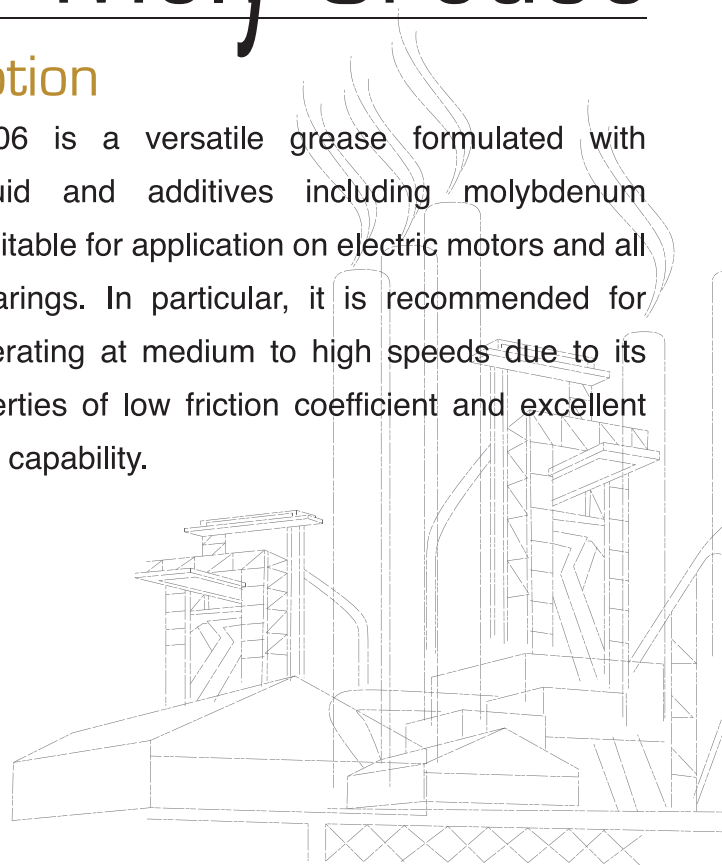 tion
06 is a versatile grease formulated with
uid and additives including molybdenum
itable for application on electric motors and all
arings. In particular, it is recommended for
erating at medium to high speeds due to its
erties of low friction coefficient and excellent
capability.